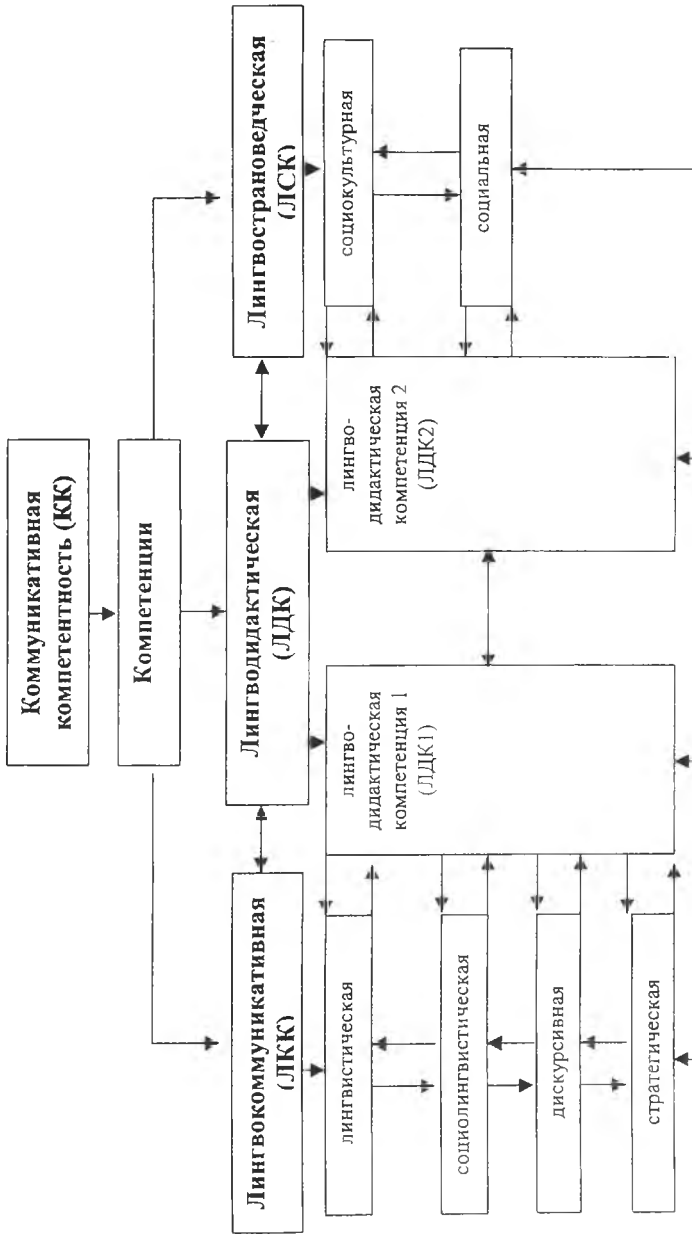 Коммуникативная
компетентность (КК)
Компетенции
Лингвокоммуникативная
(ЛКК)
Лингводидактическая
(ЛДК)
Лингвострановедческая
(ЛСК)
лингвистическая
социолингвистическая
дискурсивная
стратегическая
лингво-
дидактическая
компетенция 1
(ЛДК1)
лингво-
дидактическая
компетенция 2
(ЛДК2)
социокультурная
социальная